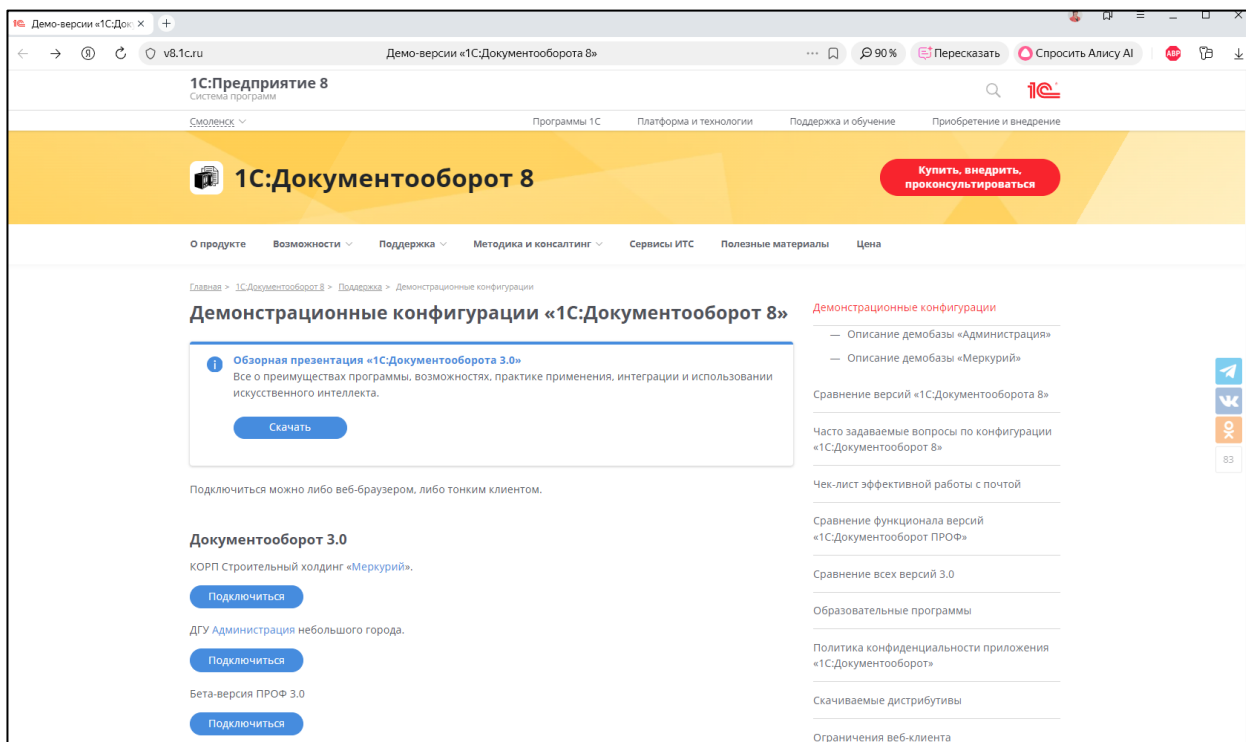 Демо-версии «1С:Док
v8.1c.ru
Демо-версии «1С:Документооборота 8»
90 %
Пересказать
Спросить Алису AI
ABP
1С:Предприятие 8
Система программ
1С
Смоленск
Программы 1С
Платформа и технологии
Поддержка и обучение
Приобретение и внедрение
1С:Документооборот 8
Купить, внедрить,
проконсультироваться
О продукте
Возможности
Поддержка
Методика и консалтинг
Сервисы ИТС
Полезные материалы
Цена
Главная > 1С:Документооборот 8 > Поддержка > Демонстрационные конфигурации
Демонстрационные конфигурации «1С:Документооборот 8»
Обзорная презентация «1С:Документооборота 3.0»
Все о преимуществах программы, возможностях, практике применения, интеграции и использовании
искусственного интеллекта.
Скачать
Подключиться можно либо веб-браузером, либо тонким клиентом.
Документооборот 3.0
КОРП Строительный холдинг «Меркурий».
Подключиться
ДГУ Администрация небольшого города.
Подключиться
Бета-версия ПРОФ 3.0
Подключиться
Демонстрационные конфигурации
— Описание демобазы «Администрация»
— Описание демобазы «Меркурий»
Сравнение версий «1С:Документооборота 8»
Часто задаваемые вопросы по конфигурации
«1С:Документооборот 8»
Чек-лист эффективной работы с почтой
Сравнение функционала версий
«1С:Документооборот ПРОФ»
Сравнение всех версий 3.0
Образовательные программы
Политика конфиденциальности приложения
«1С:Документооборот»
Скачиваемые дистрибутивы
Ограничения веб-клиента
83